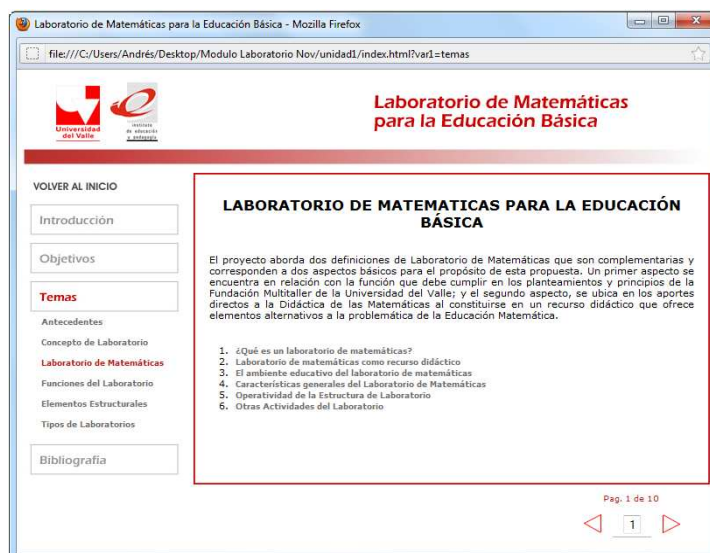 Laboratorio de Matemáticas para la Educación Básica - Mozilla Firefox
file:///C:/Users/Andrés/Desktop/Modulo Laboratorio Nov/unidad1/index.html?var1=temas
Universidad
del Valle
instituto
de educación
y pedagogía
Laboratorio de Matemáticas
para la Educación Básica
VOLVER AL INICIO
Introducción
Objetivos
Temas
Antecedentes
Concepto de Laboratorio
Laboratorio de Matemáticas
Funciones del Laboratorio
Elementos Estructurales
Tipos de Laboratorios
Bibliografia
LABORATORIO DE MATEMATICAS PARA LA EDUCACIÓN
BÁSICA
El proyecto aborda dos definiciones de Laboratorio de Matemáticas que son complementarias y
corresponden a dos aspectos básicos para el propósito de esta propuesta. Un primer aspecto se
encuentra en relación con la función que debe cumplir en los planteamientos y principios de la
Fundación Multitaller de la Universidad del Valle; y el segundo aspecto, se ubica en los aportes
directos a la Didáctica de las Matemáticas al constituirse en un recurso didáctico que ofrece
elementos alternativos a la problemática de la Educación Matemática.
1. ¿Qué es un laboratorio de matemáticas?
2. Laboratorio de matemáticas como recurso didáctico
3. El ambiente educativo del laboratorio de matemáticas
4. Características generales del Laboratorio de Matemáticas
5. Operatividad de la Estructura de Laboratorio
6. Otras Actividades del Laboratorio
Pag. 1 de 10
1